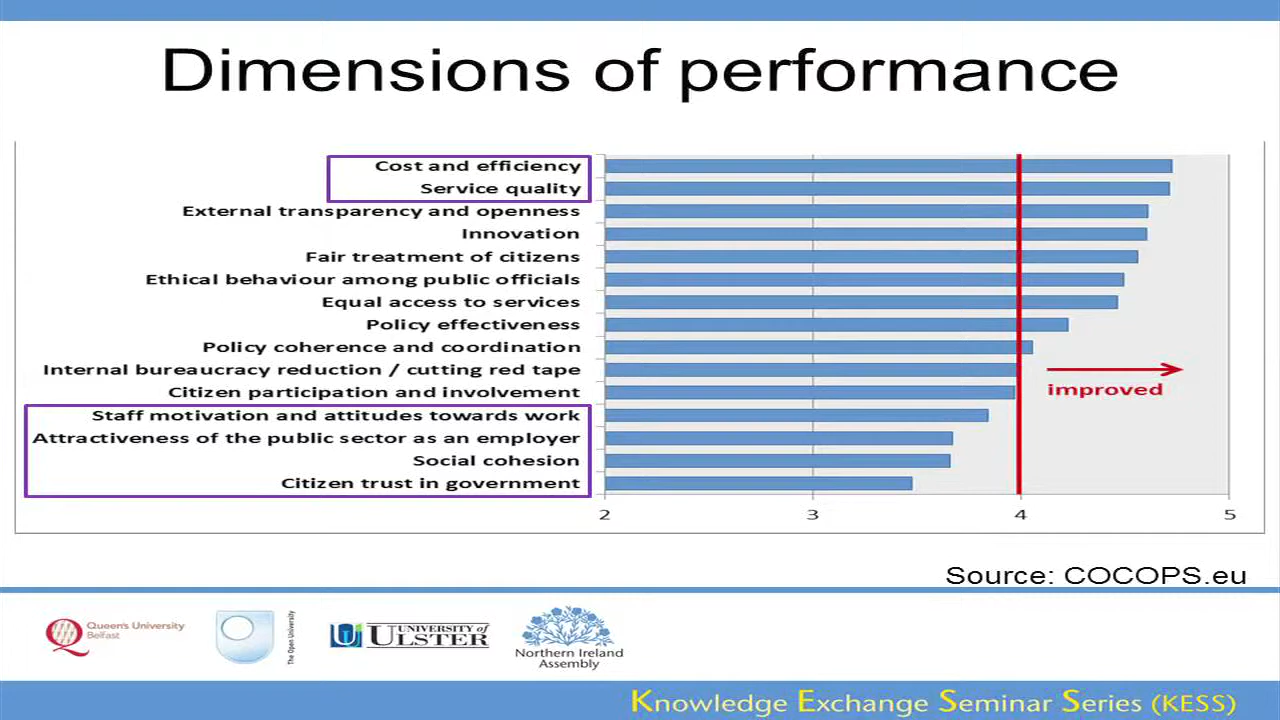 Dimensions of performance
Cost and efficiency
Service quality
External transparency and openness
Innovation
Fair treatment of citizens
Ethical behaviour among public officials
Equal access to services
Policy effectiveness
Policy coherence and coordination
Internal bureaucracy reduction / cutting red tape
Citizen participation and involvement
Staff motivation and attitudes towards work
Attractiveness of the public sector as an employer
Social cohesion
Citizen trust in government
improved
2 3 4 5
Source: COCOPS.eu
Queen's University
Belfast
The Open University
UNIVERSITY of
ULSTER
Northern Ireland
Assembly
Knowledge Exchange Seminar Series (KESS)